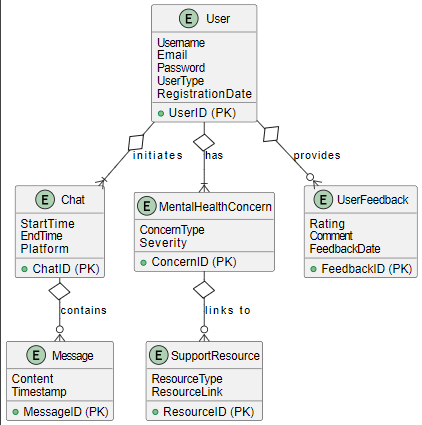 E User
Username
Email
Password
UserType
RegistrationDate
UserID (PK)
initiates
has
provides
E Chat
StartTime
EndTime
Platform
ChatID (PK)
E MentalHealthConcern
ConcernType
Severity
ConcernID (PK)
E UserFeedback
Rating
Comment
FeedbackDate
FeedbackID (PK)
contains
links to
E Message
Content
Timestamp
MessageID (PK)
E SupportResource
ResourceType
ResourceLink
ResourceID (PK)